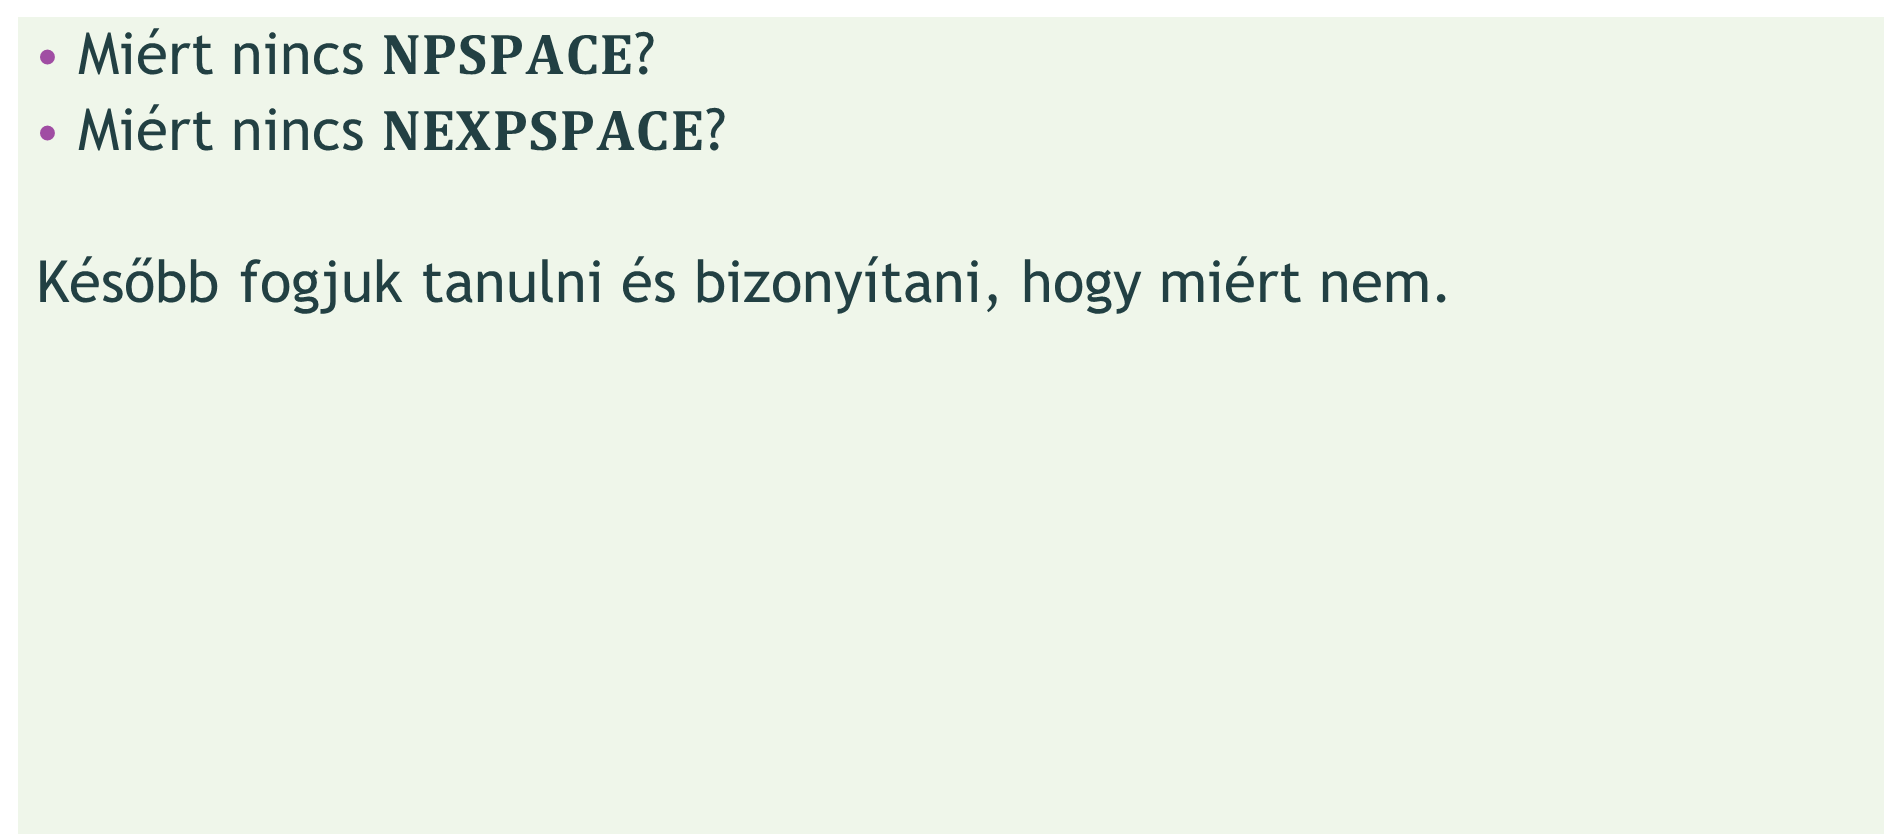 • Miért nincs NPSPACE?
• Miért nincs NEXPSPACE?
Később fogjuk tanulni és bizonyítani, hogy miért nem.